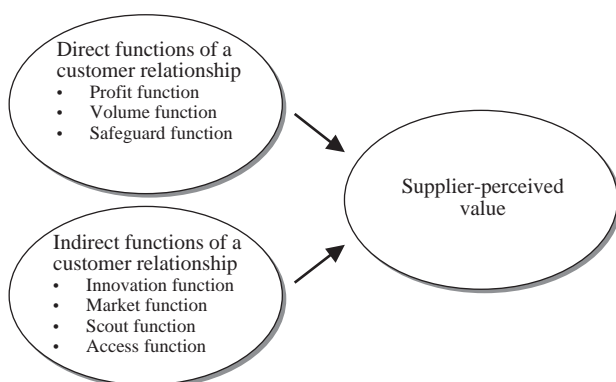 Direct functions of a
customer relationship
• Profit function
• Volume function
• Safeguard function
Supplier-perceived
value
Indirect functions of a
customer relationship
• Innovation function
• Market function
• Scout function
• Access function